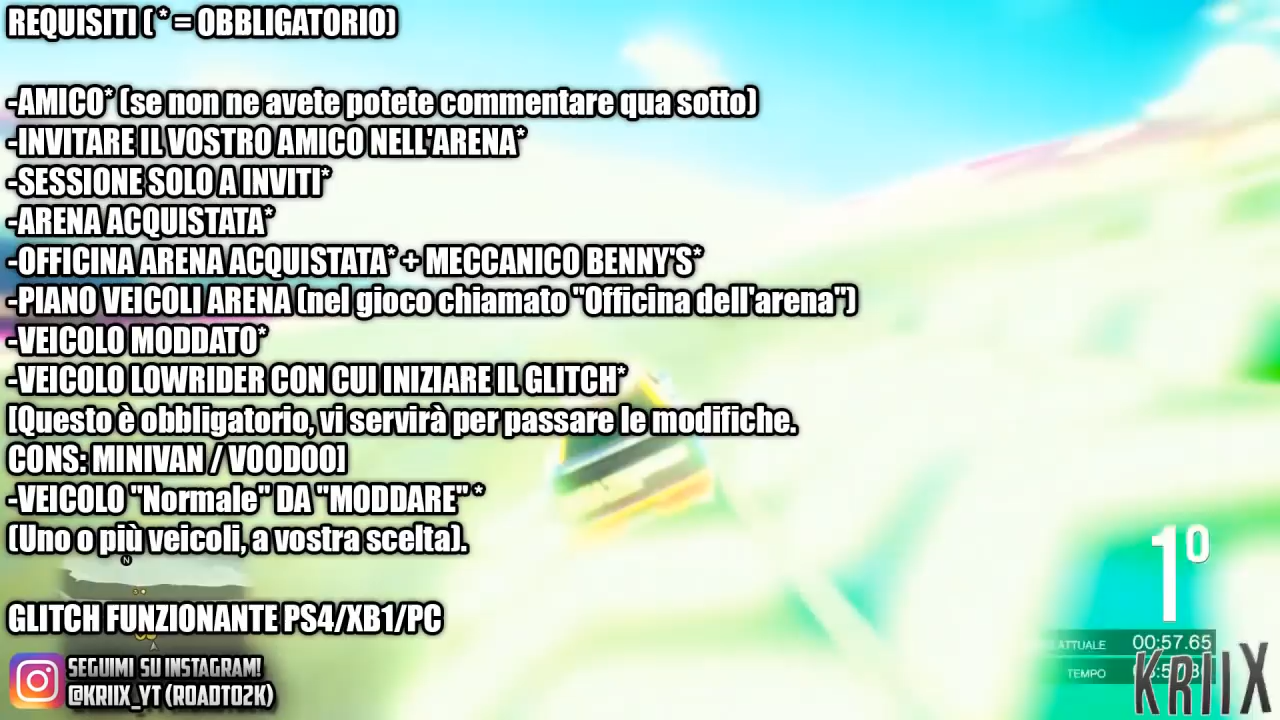 REQUISITI ( * = OBBLIGATORIO)
-AMICO* (se non ne avete potete commentare qua sotto)
-INVITARE IL VOSTRO AMICO NELL'ARENA*
-SESSIONE SOLO A INVITI*
-ARENA ACQUISTATA*
-OFFICINA ARENA ACQUISTATA* + MECCANICO BENNY'S*
-PIANO VEICOLI ARENA (nel gioco chiamato "Officina dell'arena")
-VEICOLO MODDATO*
-VEICOLO LOWRIDER CON CUI INIZIARE IL GLITCH*
[Questo è obbligatorio, vi servirà per passare le modifiche.
CONS: MINIVAN / VOODOO]
-VEICOLO "Normale" DA "MODDARE" *
(Uno o più veicoli, a vostra scelta).
N
GLITCH FUNZIONANTE PS4/XB1/PC
SEGUIMI SU INSTAGRAM!
@KRIIX_YT (ROADTO2K)
1º
ATTUALE 00:57.65
TEMPO
KRIIX